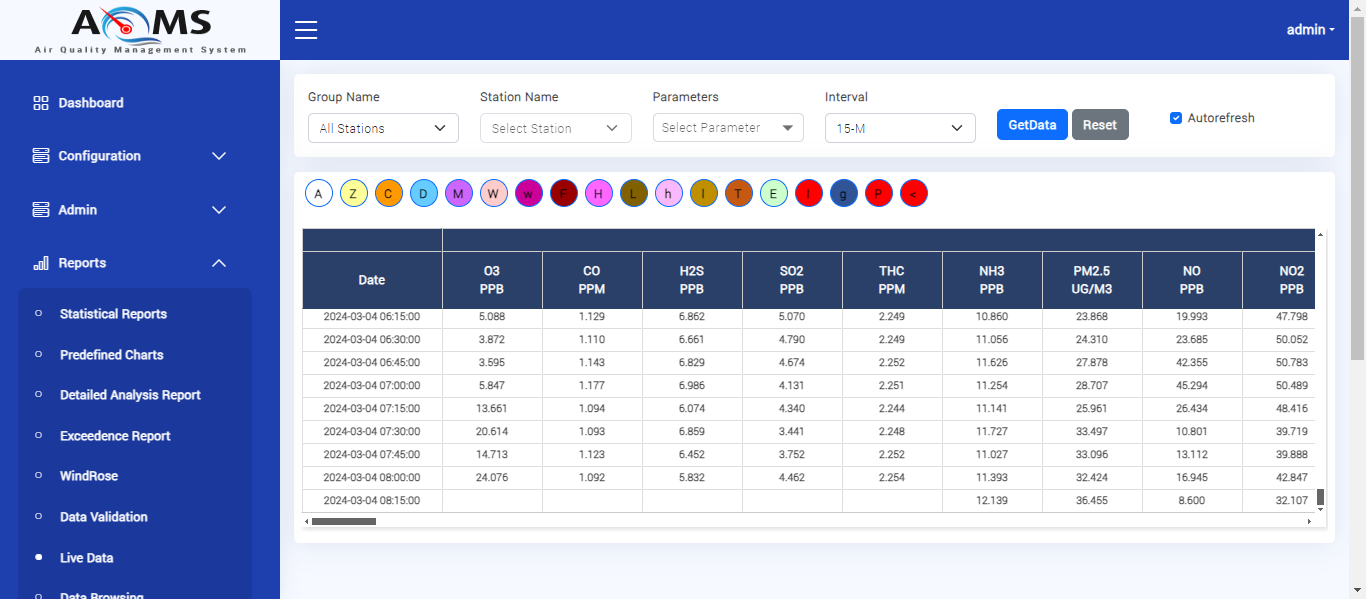 AQMS
Air Quality Management System
admin
Dashboard
Configuration
Admin
Reports
Statistical Reports
Predefined Charts
Detailed Analysis Report
Exceedence Report
WindRose
Data Validation
Live Data
Data Browsing
Group Name Station Name Parameters Interval
All Stations Select Station Select Parameter 15-M GetData Reset Autorefresh
A Z C D M W w F H L h I T E ! g P <
Date O3 CO H2S SO2 THC NH3 PM2.5 NO NO2
PPB PPM PPB PPB PPM PPB UG/M3 PPB PPB
2024-03-04 06:15:00 5.088 1.129 6.862 5.070 2.249 10.860 23.868 19.993 47.798
2024-03-04 06:30:00 3.872 1.110 6.661 4.790 2.249 11.056 24.310 23.685 50.052
2024-03-04 06:45:00 3.595 1.143 6.829 4.674 2.252 11.626 27.878 42.355 50.783
2024-03-04 07:00:00 5.847 1.177 6.986 4.131 2.251 11.254 28.707 45.294 50.489
2024-03-04 07:15:00 13.661 1.094 6.074 4.340 2.244 11.141 25.961 26.434 48.416
2024-03-04 07:30:00 20.614 1.093 6.859 3.441 2.248 11.727 33.497 10.801 39.719
2024-03-04 07:45:00 14.713 1.123 6.452 3.752 2.252 11.027 33.096 13.112 39.888
2024-03-04 08:00:00 24.076 1.092 5.832 4.462 2.254 11.393 32.424 16.945 42.847
2024-03-04 08:15:00 12.139 36.455 8.600 32.107